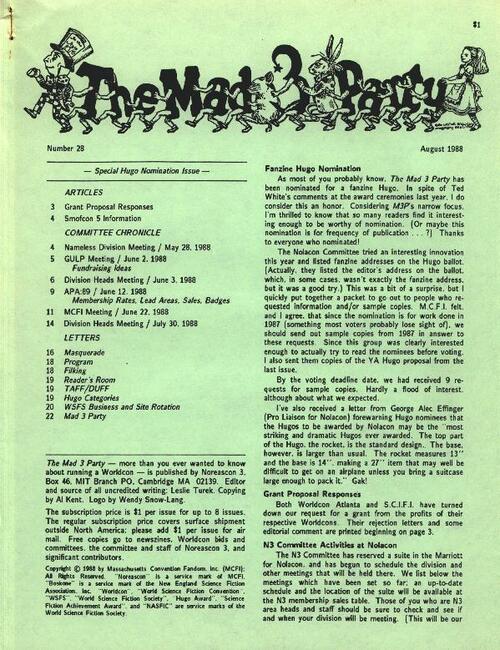 $1
The Mad 3 Party
Number 28
August 1988
— Special Hugo Nomination Issue —
ARTICLES
3 Grant Proposal Responses
4 Smofcon 5 Information
COMMITTEE CHRONICLE
4 Nameless Division Meeting / May 28, 1988
5 GULP Meeting / June 2, 1988
Fundraising Ideas
6 Division Heads Meeting / June 3, 1988
9 APA:89 / June 12, 1988
Membership Rates, Lead Areas, Sales, Badges
11 MCFI Meeting / June 22, 1988
14 Division Heads Meeting / July 30, 1988
LETTERS
16 Masquerade
18 Program
18 Filking
19 Reader's Room
19 TAFF/DUFF
19 Hugo Categories
20 WSFS Business and Site Rotation
22 Mad 3 Party
The Mad 3 Party — more than you ever wanted to know
about running a Worldcon — is published by Noreascon 3,
Box 46, MIT Branch PO, Cambridge MA 02139. Editor
and source of all uncredited writing: Leslie Turek. Copying
by Al Kent. Logo by Wendy Snow-Lang.
The subscription price is $1 per issue for up to 8 issues.
The regular subscription price covers surface shipment
outside North America; please add $1 per issue for air
mail. Free copies go to newszines, Worldcon bids and
committees, the committee and staff of Noreascon 3, and
significant contributors.
Copyright © 1988 by Massachusetts Convention Fandom, Inc. (MCFI);
All Rights Reserved. "Noreascon" is a service mark of MCFI.
"Boskone" is a service mark of the New England Science Fiction
Association, Inc. "Worldcon", "World Science Fiction Convention",
"WSFS", "World Science Fiction Society", "Hugo Award", "Science
Fiction Achievement Award", and "NASFiC" are service marks of the
World Science Fiction Society.
Fanzine Hugo Nomination
As most of you probably know, The Mad 3 Party has
been nominated for a fanzine Hugo. In spite of Ted
White's comments at the award ceremonies last year, I do
consider this an honor. Considering M3P's narrow focus,
I'm thrilled to know that so many readers find it interest-
ing enough to be worthy of nomination. (Or maybe this
nomination is for frequency of publication . . . ?] Thanks
to everyone who nominated!
The Nolacon Committee tried an interesting innovation
this year and listed fanzine addresses on the Hugo ballot.
(Actually, they listed the editor's address on the ballot,
which, in some cases, wasn't exactly the fanzine address,
but it was a good try.) This was a bit of a surprise, but I
quickly put together a packet to go out to people who re-
quested information and/or sample copies. M.C.F.I. felt,
and I agree, that since the nomination is for work done in
1987 [something most voters probably lose sight of], we
should send out sample copies from 1987 in answer to
these requests. Since this group was clearly interested
enough to actually try to read the nominees before voting,
I also sent them copies of the YA Hugo proposal from the
last issue.
By the voting deadline date, we had received 9 re-
quests for sample copies. Hardly a flood of interest,
although about what we expected.
I've also received a letter from George Alec Effinger
(Pro Liaison for Nolacon) forewarning Hugo nominees that
the Hugos to be awarded by Nolacon may be the "most
striking and dramatic Hugos ever awarded. The top part
of the Hugo, the rocket, is the standard design. The base,
however, is larger than usual. The rocket measures 13"
and the base is 14", making a 27" item that may well be
difficult to get on an airplane unless you bring a suitcase
large enough to pack it." Gak!
Grant Proposal Responses
Both Worldcon Atlanta and S.C.I.F.I. have turned
down our request for a grant from the profits of their
respective Worldcons. Their rejection letters and some
editorial comment are printed beginning on page 3.
N3 Committee Activities at Nolacon
The N3 Committee has reserved a suite in the Marriott
for Nolacon, and has begun to schedule the division and
other meetings that will be held there. We list below the
meetings which have been set so far; an up-to-date
schedule and the location of the suite will be available at
the N3 membership sales table. Those of you who are N3
area heads and staff should be sure to check and see if
and when your division will be meeting. [This will be our